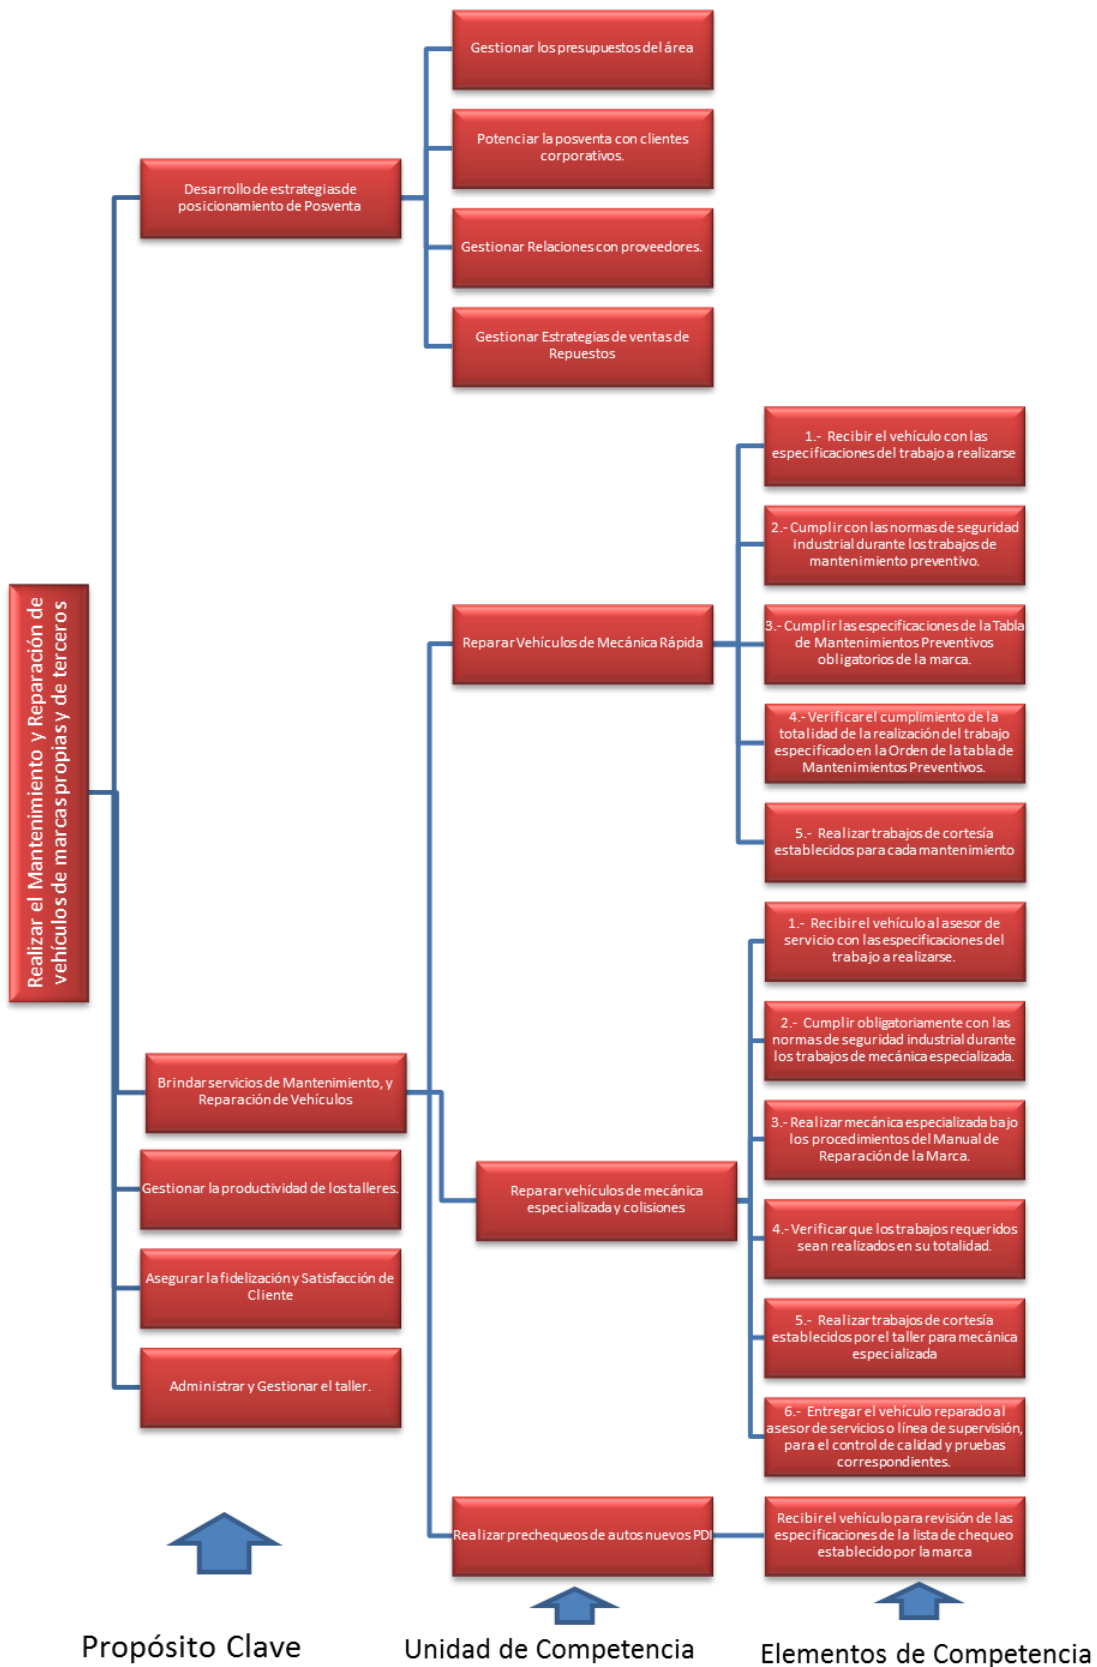 Realizar el Mantenimiento y Reparación de
vehículos de marcas propias y de terceros
Desarrollo de estrategias de
posicionamiento de Posventa
Gestionar los presupuestos del área
Potenciar la posventa con clientes
corporativos.
Gestionar Relaciones con proveedores.
Gestionar Estrategias de ventas de
Repuestos
Brindar servicios de Mantenimiento, y
Reparación de Vehículos
Reparar Vehículos de Mecánica Rápida
1.- Recibir el vehículo con las
especificaciones del trabajo a realizarse
2.- Cumplir con las normas de seguridad
industrial durante los trabajos de
mantenimiento preventivo.
3.- Cumplir las especificaciones de la Tabla
de Mantenimientos Preventivos
obligatorios de la marca.
4.- Verificar el cumplimiento de la
totalidad de la realización del trabajo
especificado en la Orden de la tabla de
Mantenimientos Preventivos.
5.- Realizar trabajos de cortesía
establecidos para cada mantenimiento
Reparar vehículos de mecánica
especializada y colisiones
1.- Recibir el vehículo al asesor de
servicio con las especificaciones del
trabajo a realizarse.
2.- Cumplir obligatoriamente con las
normas de seguridad industrial durante
los trabajos de mecánica especializada.
3.- Realizar mecánica especializada bajo
los procedimientos del Manual de
Reparación de la Marca.
4.- Verificar que los trabajos requeridos
sean realizados en su totalidad.
5.- Realizar trabajos de cortesía
establecidos por el taller para mecánica
especializada
6.- Entregar el vehículo reparado al
asesor de servicios o línea de supervisión,
para el control de calidad y pruebas
correspondientes.
Realizar prechequeos de autos nuevos PDI
Recibir el vehículo para revisión de las
especificaciones de la lista de chequeo
establecido por la marca
Gestionar la productividad de los talleres.
Asegurar la fidelización y Satisfacción de
Cliente
Administrar y Gestionar el taller.
Propósito Clave
Unidad de Competencia
Elementos de Competencia